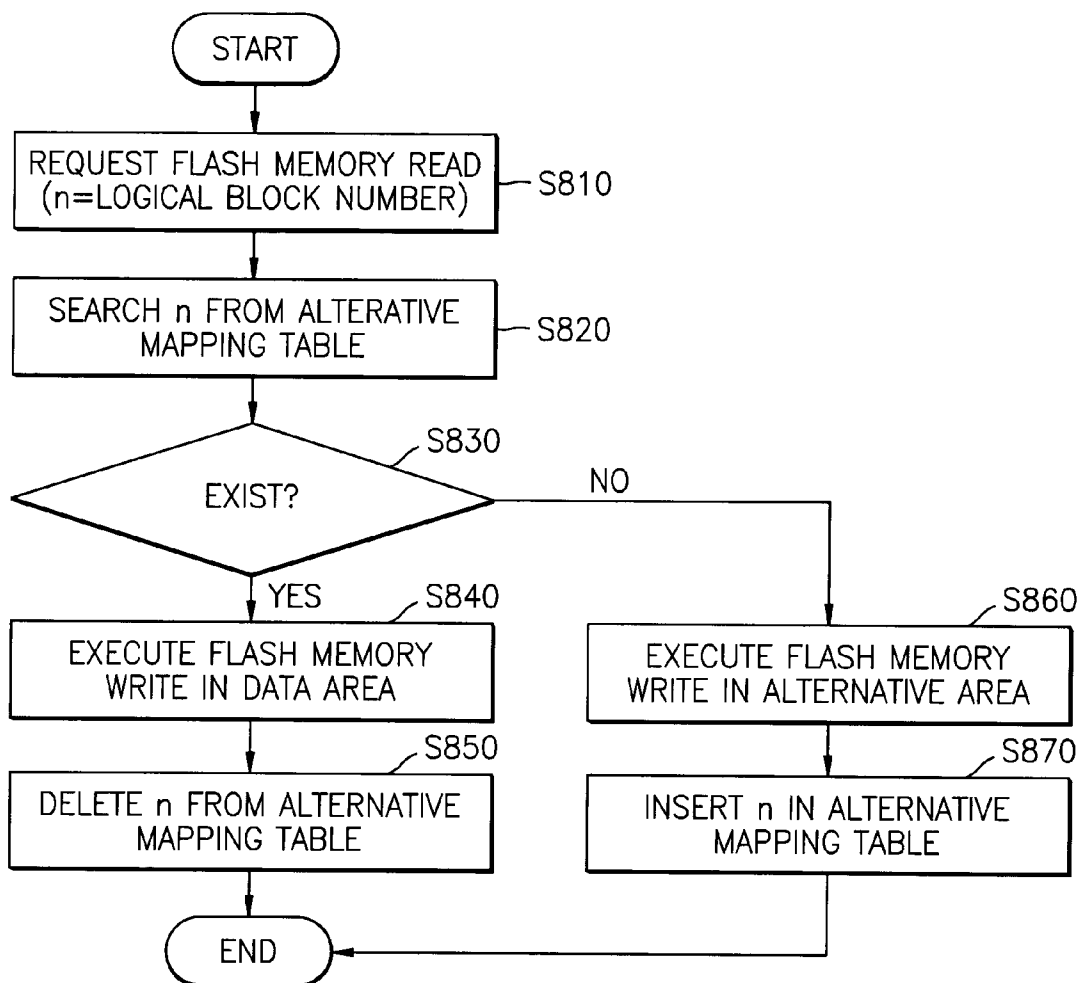 START
REQUEST FLASH MEMORY READ
(n=LOGICAL BLOCK NUMBER)
S810
SEARCH n FROM ALTERATIVE
MAPPING TABLE
S820
S830
EXIST?
NO
YES
S840
EXECUTE FLASH MEMORY
WRITE IN DATA AREA
S850
DELETE n FROM ALTERNATIVE
MAPPING TABLE
S860
EXECUTE FLASH MEMORY
WRITE IN ALTERNATIVE AREA
S870
INSERT n IN ALTERNATIVE
MAPPING TABLE
END